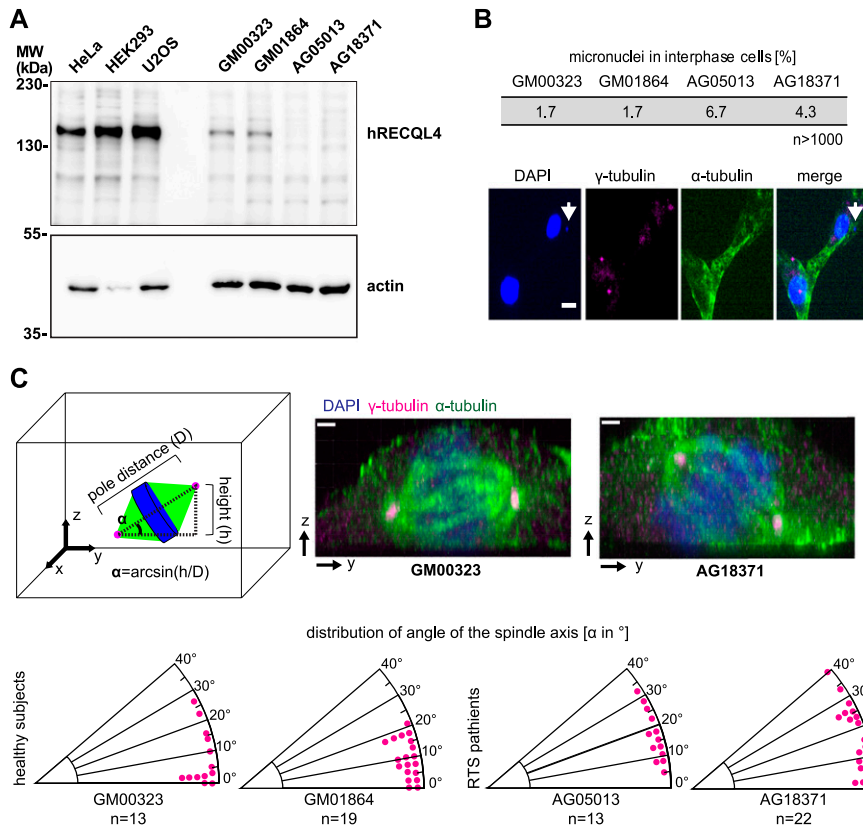 A
MW
(kDa)
HeLa
HEK293
U2OS
GM00323
GM01864
AG05013
AG18371
230-
130-
hRECQL4
55-
actin
35-
B
micronuclei in interphase cells [%]
GM00323 GM01864 AG05013 AG18371
1.7 1.7 6.7 4.3
n>1000
DAPI γ-tubulin α-tubulin merge
C
pole distance (D)
height (h)
α
z
y
x
α=arcsin(h/D)
DAPI γ-tubulin α-tubulin
z
y
GM00323
z
y
AG18371
distribution of angle of the spindle axis [α in °]
healthy subjects
40°
30°
20°
10°
0°
GM00323
n=13
40°
30°
20°
10°
0°
GM01864
n=19
RTS pathients
40°
30°
20°
10°
0°
AG05013
n=13
40°
30°
20°
10°
0°
AG18371
n=22